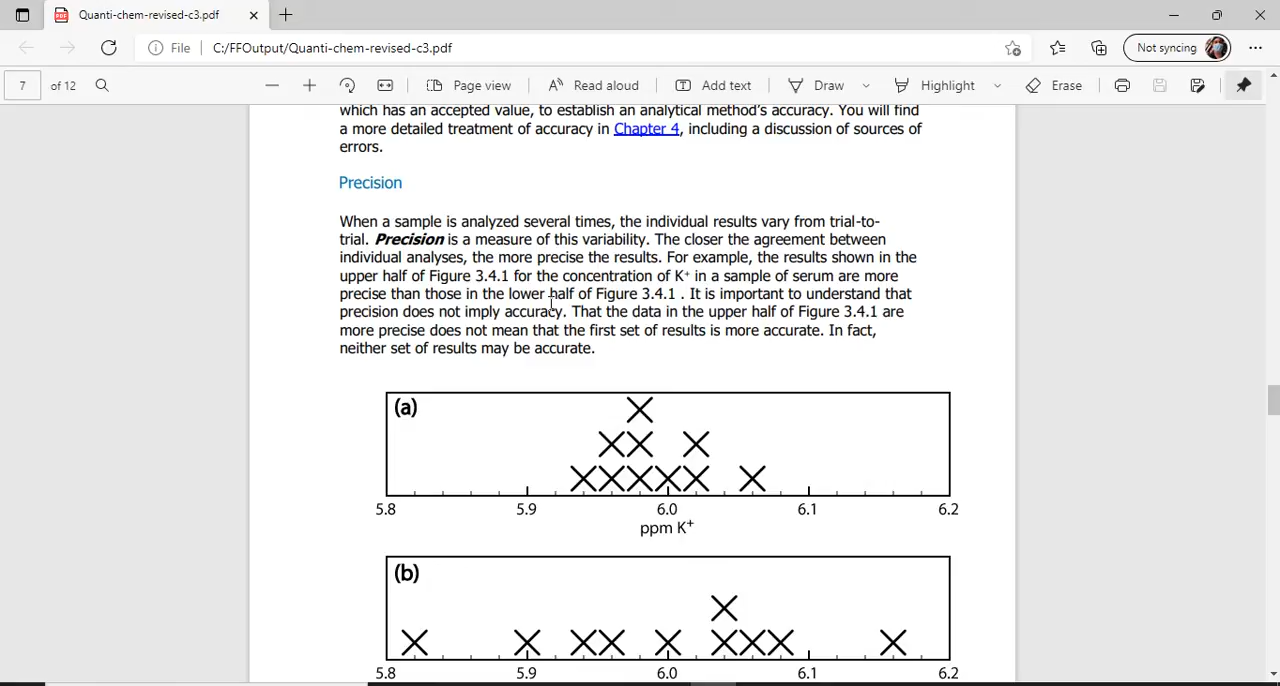 Quanti-chem-revised-c3.pdf
File C:/FFOutput/Quanti-chem-revised-c3.pdf Not syncing
7 of 12 Page view Read aloud Add text Draw Highlight Erase
which has an accepted value, to establish an analytical method's accuracy. You will find
a more detailed treatment of accuracy in Chapter 4, including a discussion of sources of
errors.
Precision
When a sample is analyzed several times, the individual results vary from trial-to-
trial. Precision is a measure of this variability. The closer the agreement between
individual analyses, the more precise the results. For example, the results shown in the
upper half of Figure 3.4.1 for the concentration of K⁺ in a sample of serum are more
precise than those in the lower half of Figure 3.4.1 . It is important to understand that
precision does not imply accuracy. That the data in the upper half of Figure 3.4.1 are
more precise does not mean that the first set of results is more accurate. In fact,
neither set of results may be accurate.
(a)
5.8 5.9 6.0 6.1 6.2
ppm K⁺
(b)
5.8 5.9 6.0 6.1 6.2